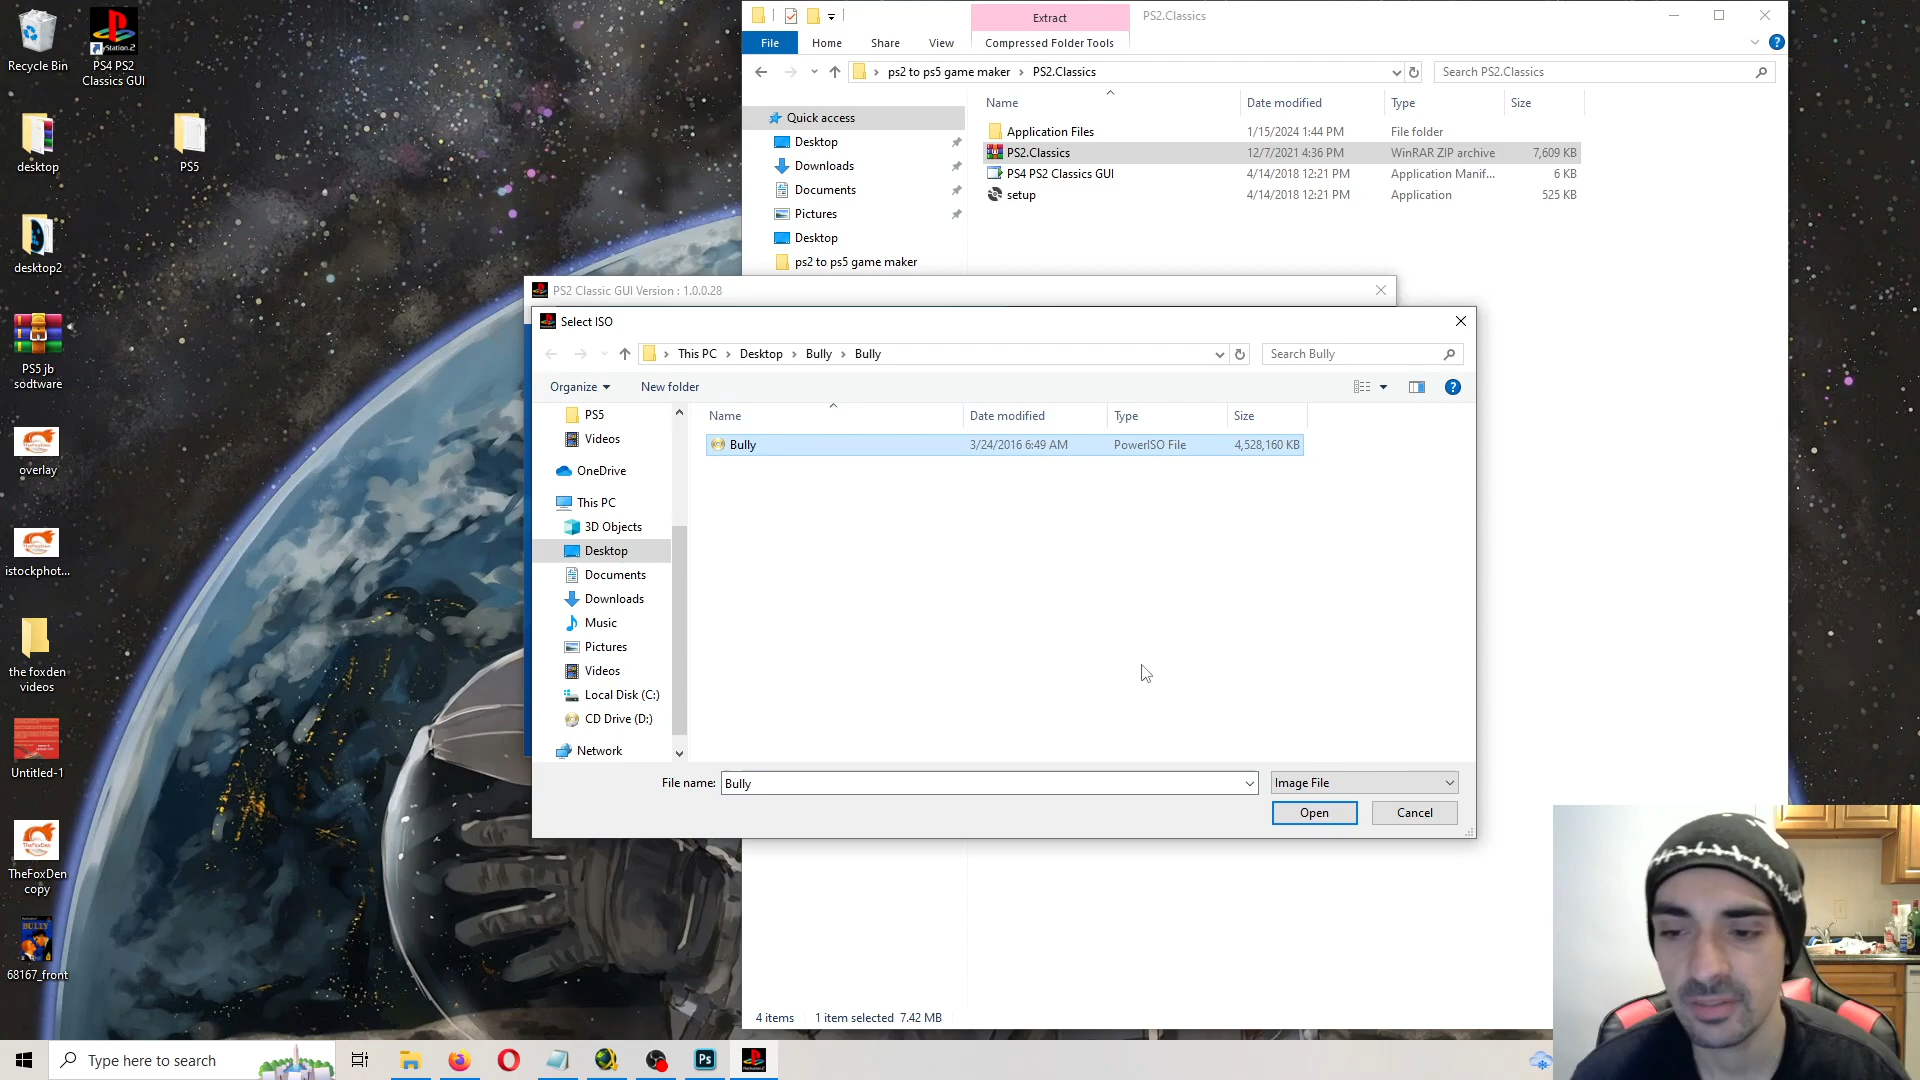 Recycle Bin
PS4 PS2
Classics GUI
desktop
PS5
desktop2
PS5 jb
sodtware
overlay
istockphot...
the foxden
videos
Untitled-1
TheFoxDen
copy
BULLY
68167_front
Extract
PS2.Classics
File
Home
Share
View
Compressed Folder Tools
ps2 to ps5 game maker
PS2.Classics
Search PS2.Classics
Name
Date modified
Type
Size
Quick access
Desktop
Downloads
Documents
Pictures
Desktop
ps2 to ps5 game maker
Application Files 1/15/2024 1:44 PM File folder
PS2.Classics 12/7/2021 4:36 PM WinRAR ZIP archive 7,609 KB
PS4 PS2 Classics GUI 4/14/2018 12:21 PM Application Manif... 6 KB
setup 4/14/2018 12:21 PM Application 525 KB
PS2 Classic GUI Version : 1.0.0.28
Select ISO
This PC
Desktop
Bully
Bully
Search Bully
Organize
New folder
Name
Date modified
Type
Size
Bully 3/24/2016 6:49 AM PowerISO File 4,528,160 KB
PS5
Videos
OneDrive
This PC
3D Objects
Desktop
Documents
Downloads
Music
Pictures
Videos
Local Disk (C:)
CD Drive (D:)
Network
File name:
Bully
Image File
Open
Cancel
4 items
1 item selected 7.42 MB
Type here to search
Ps